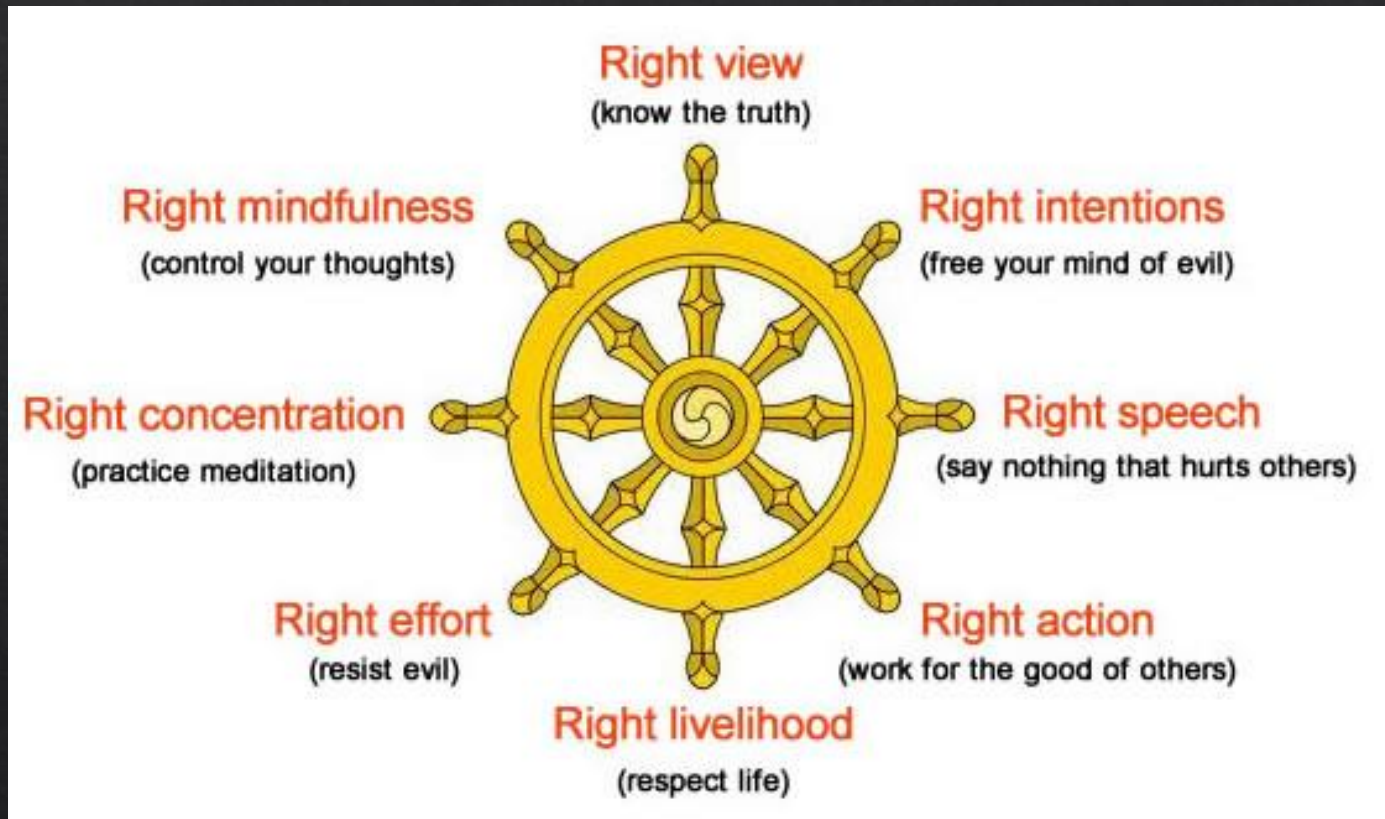 Right view
(know the truth)
Right mindfulness
(control your thoughts)
Right intentions
(free your mind of evil)
Right concentration
(practice meditation)
Right speech
(say nothing that hurts others)
Right effort
(resist evil)
Right action
(work for the good of others)
Right livelihood
(respect life)